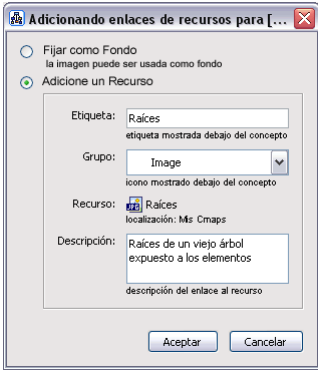 Adicionando enlaces de recursos para [...
Fijar como Fondo
la imagen puede ser usada como fondo
Adicione un Recurso
Etiqueta: Raíces
etiqueta mostrada debajo del concepto
Grupo: Image
icono mostrado debajo del concepto
Recurso: Raíces
localización: Mis Cmaps
Descripción: Raíces de un viejo árbol
expuesto a los elementos
descripción del enlace al recurso
Aceptar Cancelar